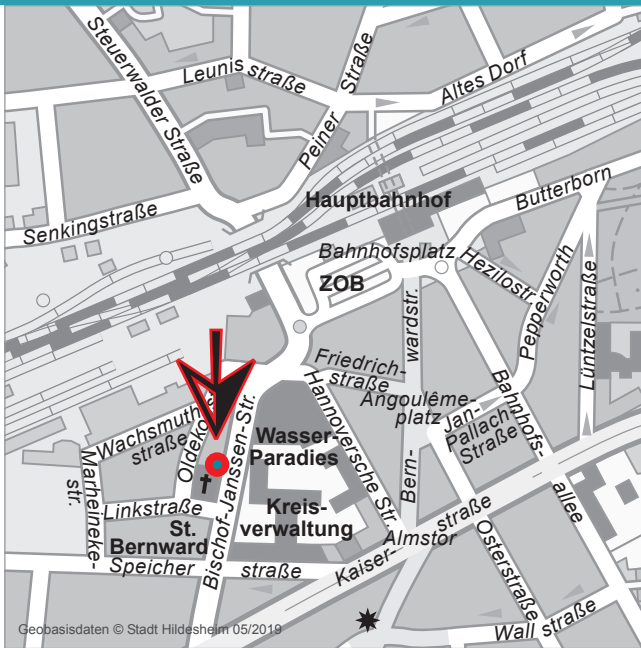 Steuerwalder Straße
Leunis straße
Peiner Straße
Altes Dorf
Hauptbahnhof
Butterborn
Senkingstraße
Bahnhofsplatz
Hezilostr.
ZOB
Pepperworth
Lüntzelstraße
Friedrich-
straße
Bern-
wardstr.
Angoulême-
platz
Jan-
Pallach
Straße
Bahnhofs-
allee
Hannoversche Str.
Wachsmuth
straße
Bischof-Janssen-Str.
Wasser-
Paradies
Marheineke-
str.
Linkstraße
St.
Bernward
Kreis-
verwaltung
Speicher straße
Kaiser- straße
Almstor
Osterstraße
Wall straße
Geobasisdaten © Stadt Hildesheim 05/2019